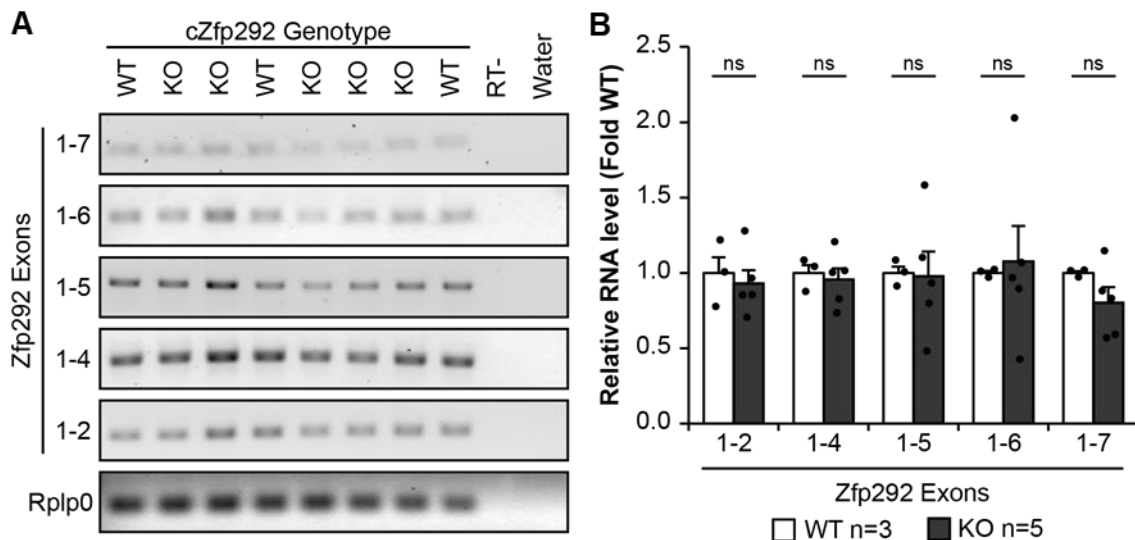 A
cZfp292 Genotype
WT KO KO WT KO KO KO WT RT- Water
Zfp292 Exons
1-7
1-6
1-5
1-4
1-2
Rplp0
B
Relative RNA level (Fold WT)
2.5
2.0
1.5
1.0
0.5
0.0
ns ns ns ns ns
1-2 1-4 1-5 1-6 1-7
Zfp292 Exons
WT n=3 KO n=5